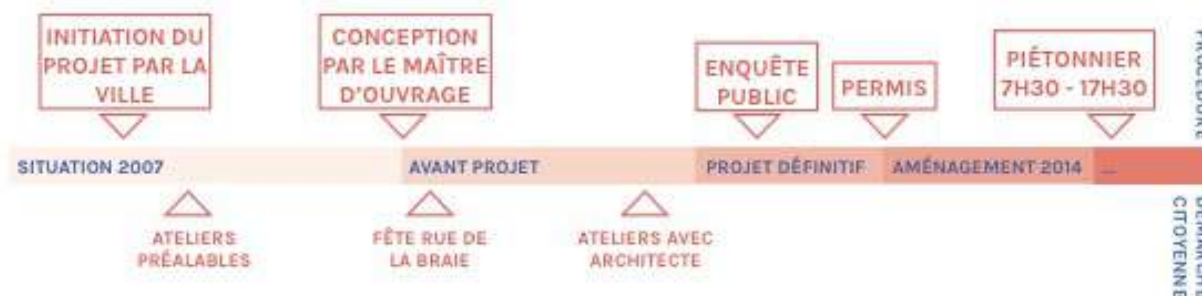 INITIATION DU
PROJET PAR LA
VILLE
CONCEPTION
PAR LE MAÎTRE
D'OUVRAGE
ENQUÊTE
PUBLIC
PERMIS
PIÉTONNIER
7H30 - 17H30
SITUATION 2007
AVANT PROJET
PROJET DÉFINITIF
AMÉNAGEMENT 2014
...
ATELIERS
PRÉALABLES
FÊTE RUE DE
LA BRAIE
ATELIERS AVEC
ARCHITECTE
CITOYENNE